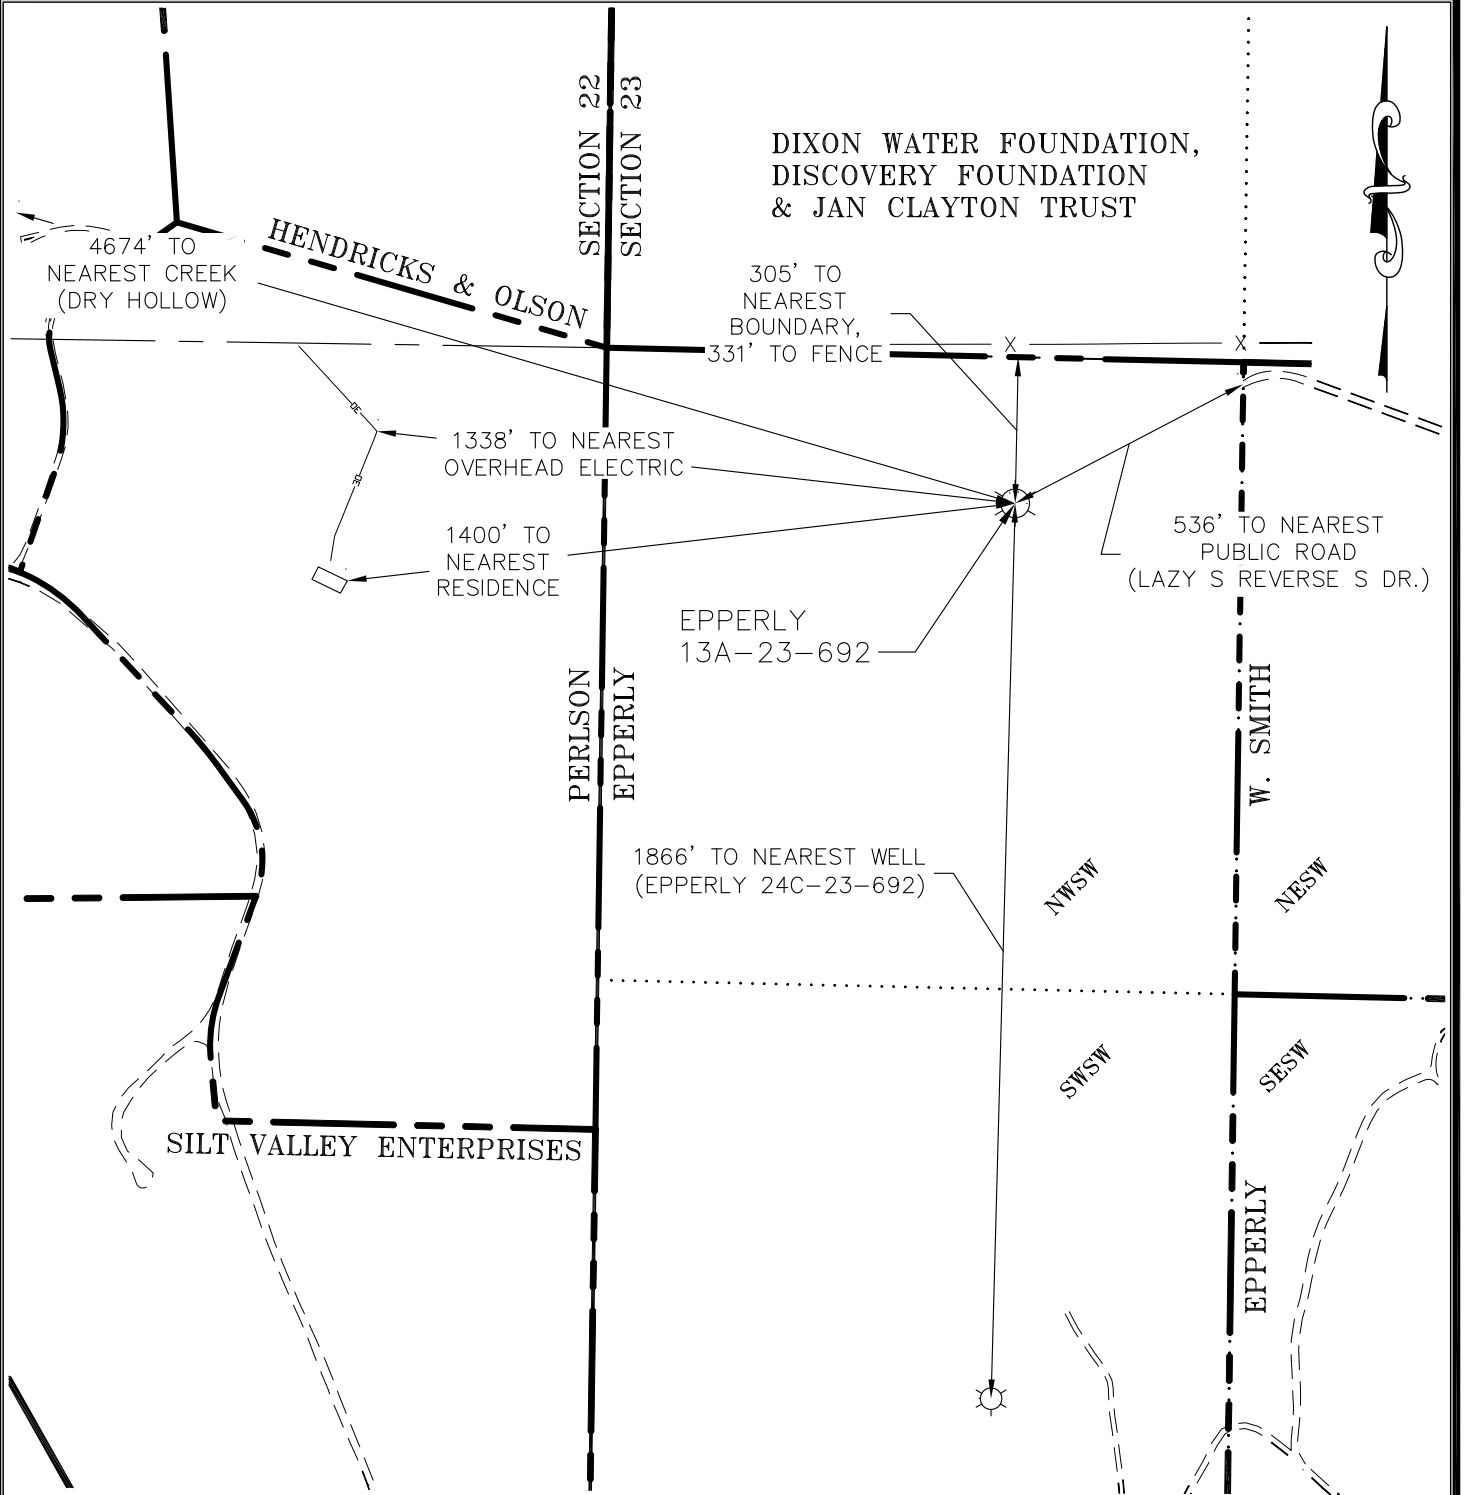 SECTION 22
SECTION 23
DIXON WATER FOUNDATION,
DISCOVERY FOUNDATION
& JAN CLAYTON TRUST
HENDRICKS & OLSON
4674' TO
NEAREST CREEK
(DRY HOLLOW)
305' TO
NEAREST
BOUNDARY,
331' TO FENCE
X
X
OE
1338' TO NEAREST
OVERHEAD ELECTRIC
OE
1400' TO
NEAREST
RESIDENCE
536' TO NEAREST
PUBLIC ROAD
(LAZY S REVERSE S DR.)
EPPERLY
13A-23-692
PERLSON
EPPERLY
W. SMITH
1866' TO NEAREST WELL
(EPPERLY 24C-23-692)
NWSW
NESW
SWSW
SESW
SILT VALLEY ENTERPRISES
EPPERLY